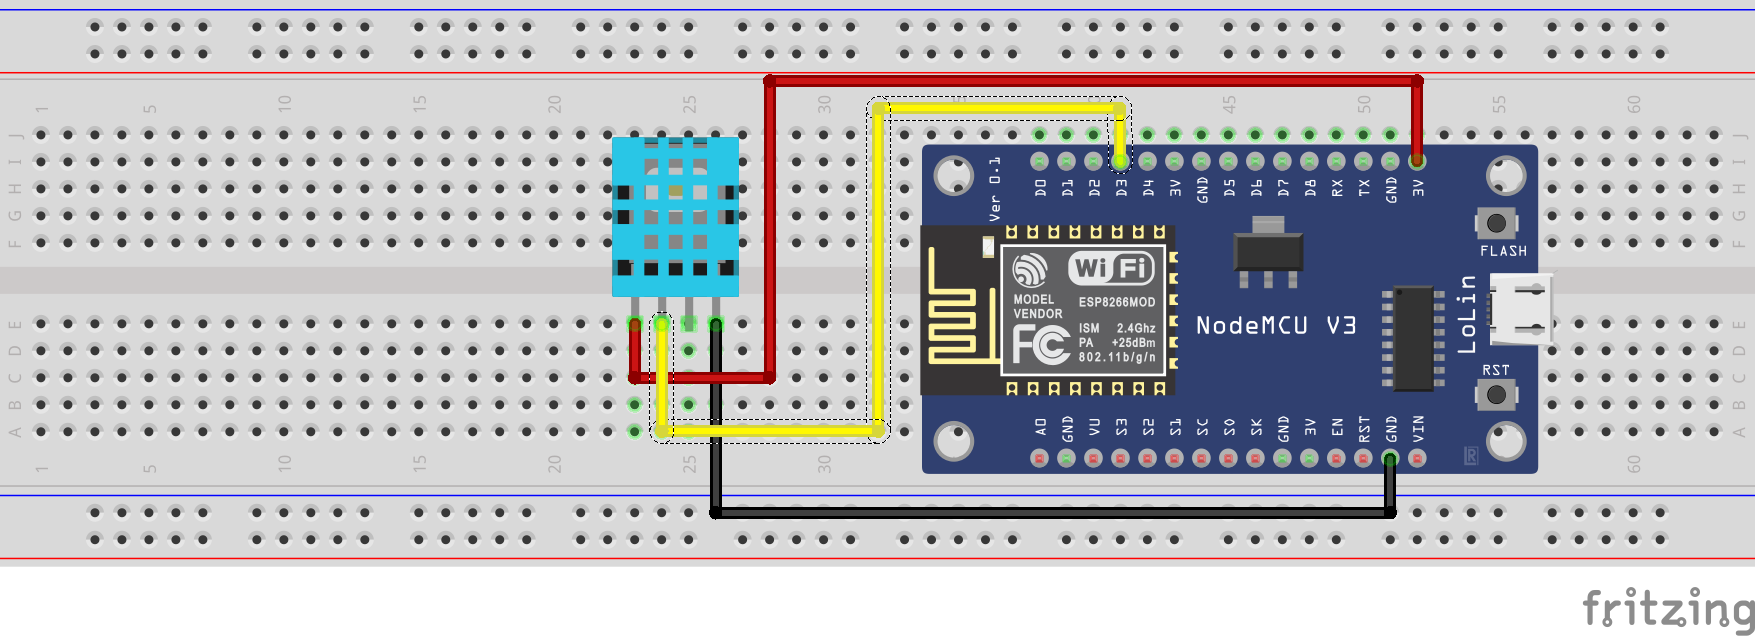 1 5 10 15 20 25 30 45 50 55 60
J J
I I
H H
G G
F F
Ver 0.1
D0 D1 D2 D3 D4 3V GND D5 D6 D7 D8 RX TX GND 3V
FLASH
WiFi
MODEL
VENDOR
ESP8266MOD
FC
ISM 2.4Ghz
PA +25dBm
802.11b/g/n
NodeMCU V3
LoLin
RST
E E
D D
C C
B B
A A
A0 GND VU S3 S2 S1 SC S0 SK GND 3V EN RST GND VIN
R
1 5 10 15 20 25 30 60
fritzing